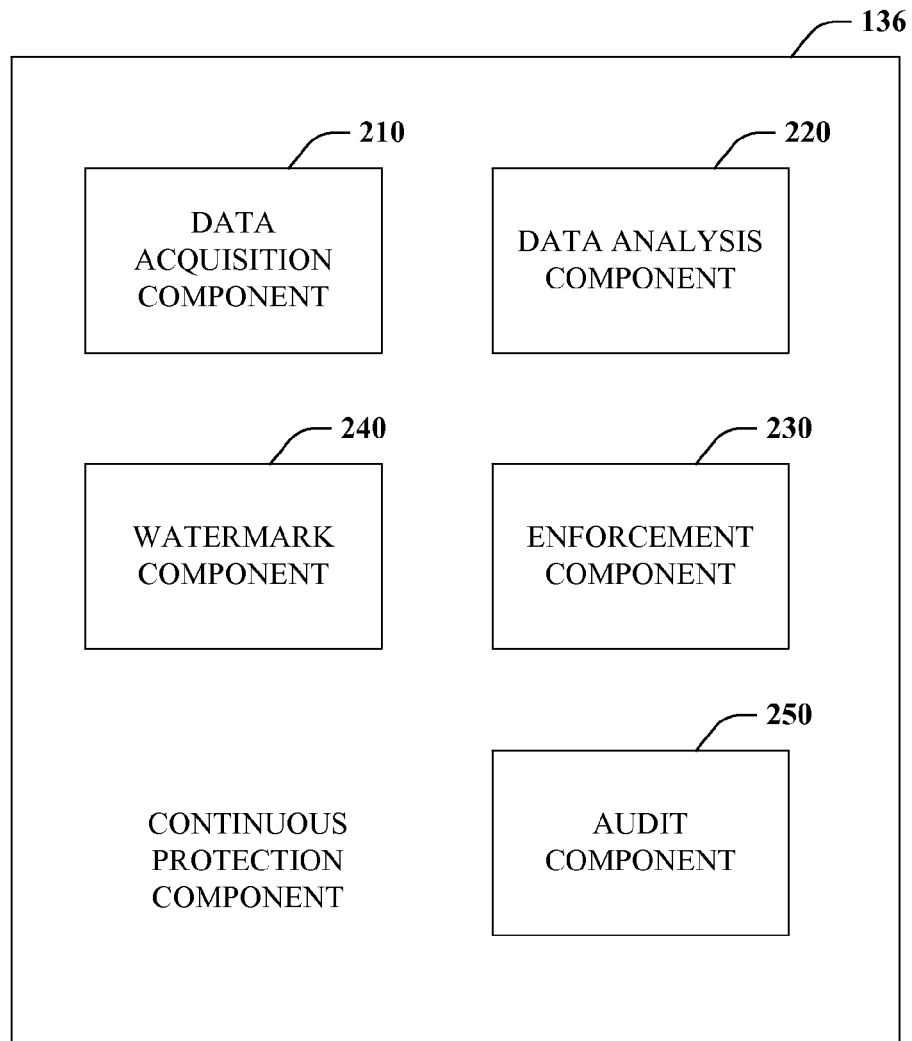 136
210
DATA
ACQUISITION
COMPONENT
220
DATA ANALYSIS
COMPONENT
240
WATERMARK
COMPONENT
230
ENFORCEMENT
COMPONENT
CONTINUOUS
PROTECTION
COMPONENT
250
AUDIT
COMPONENT